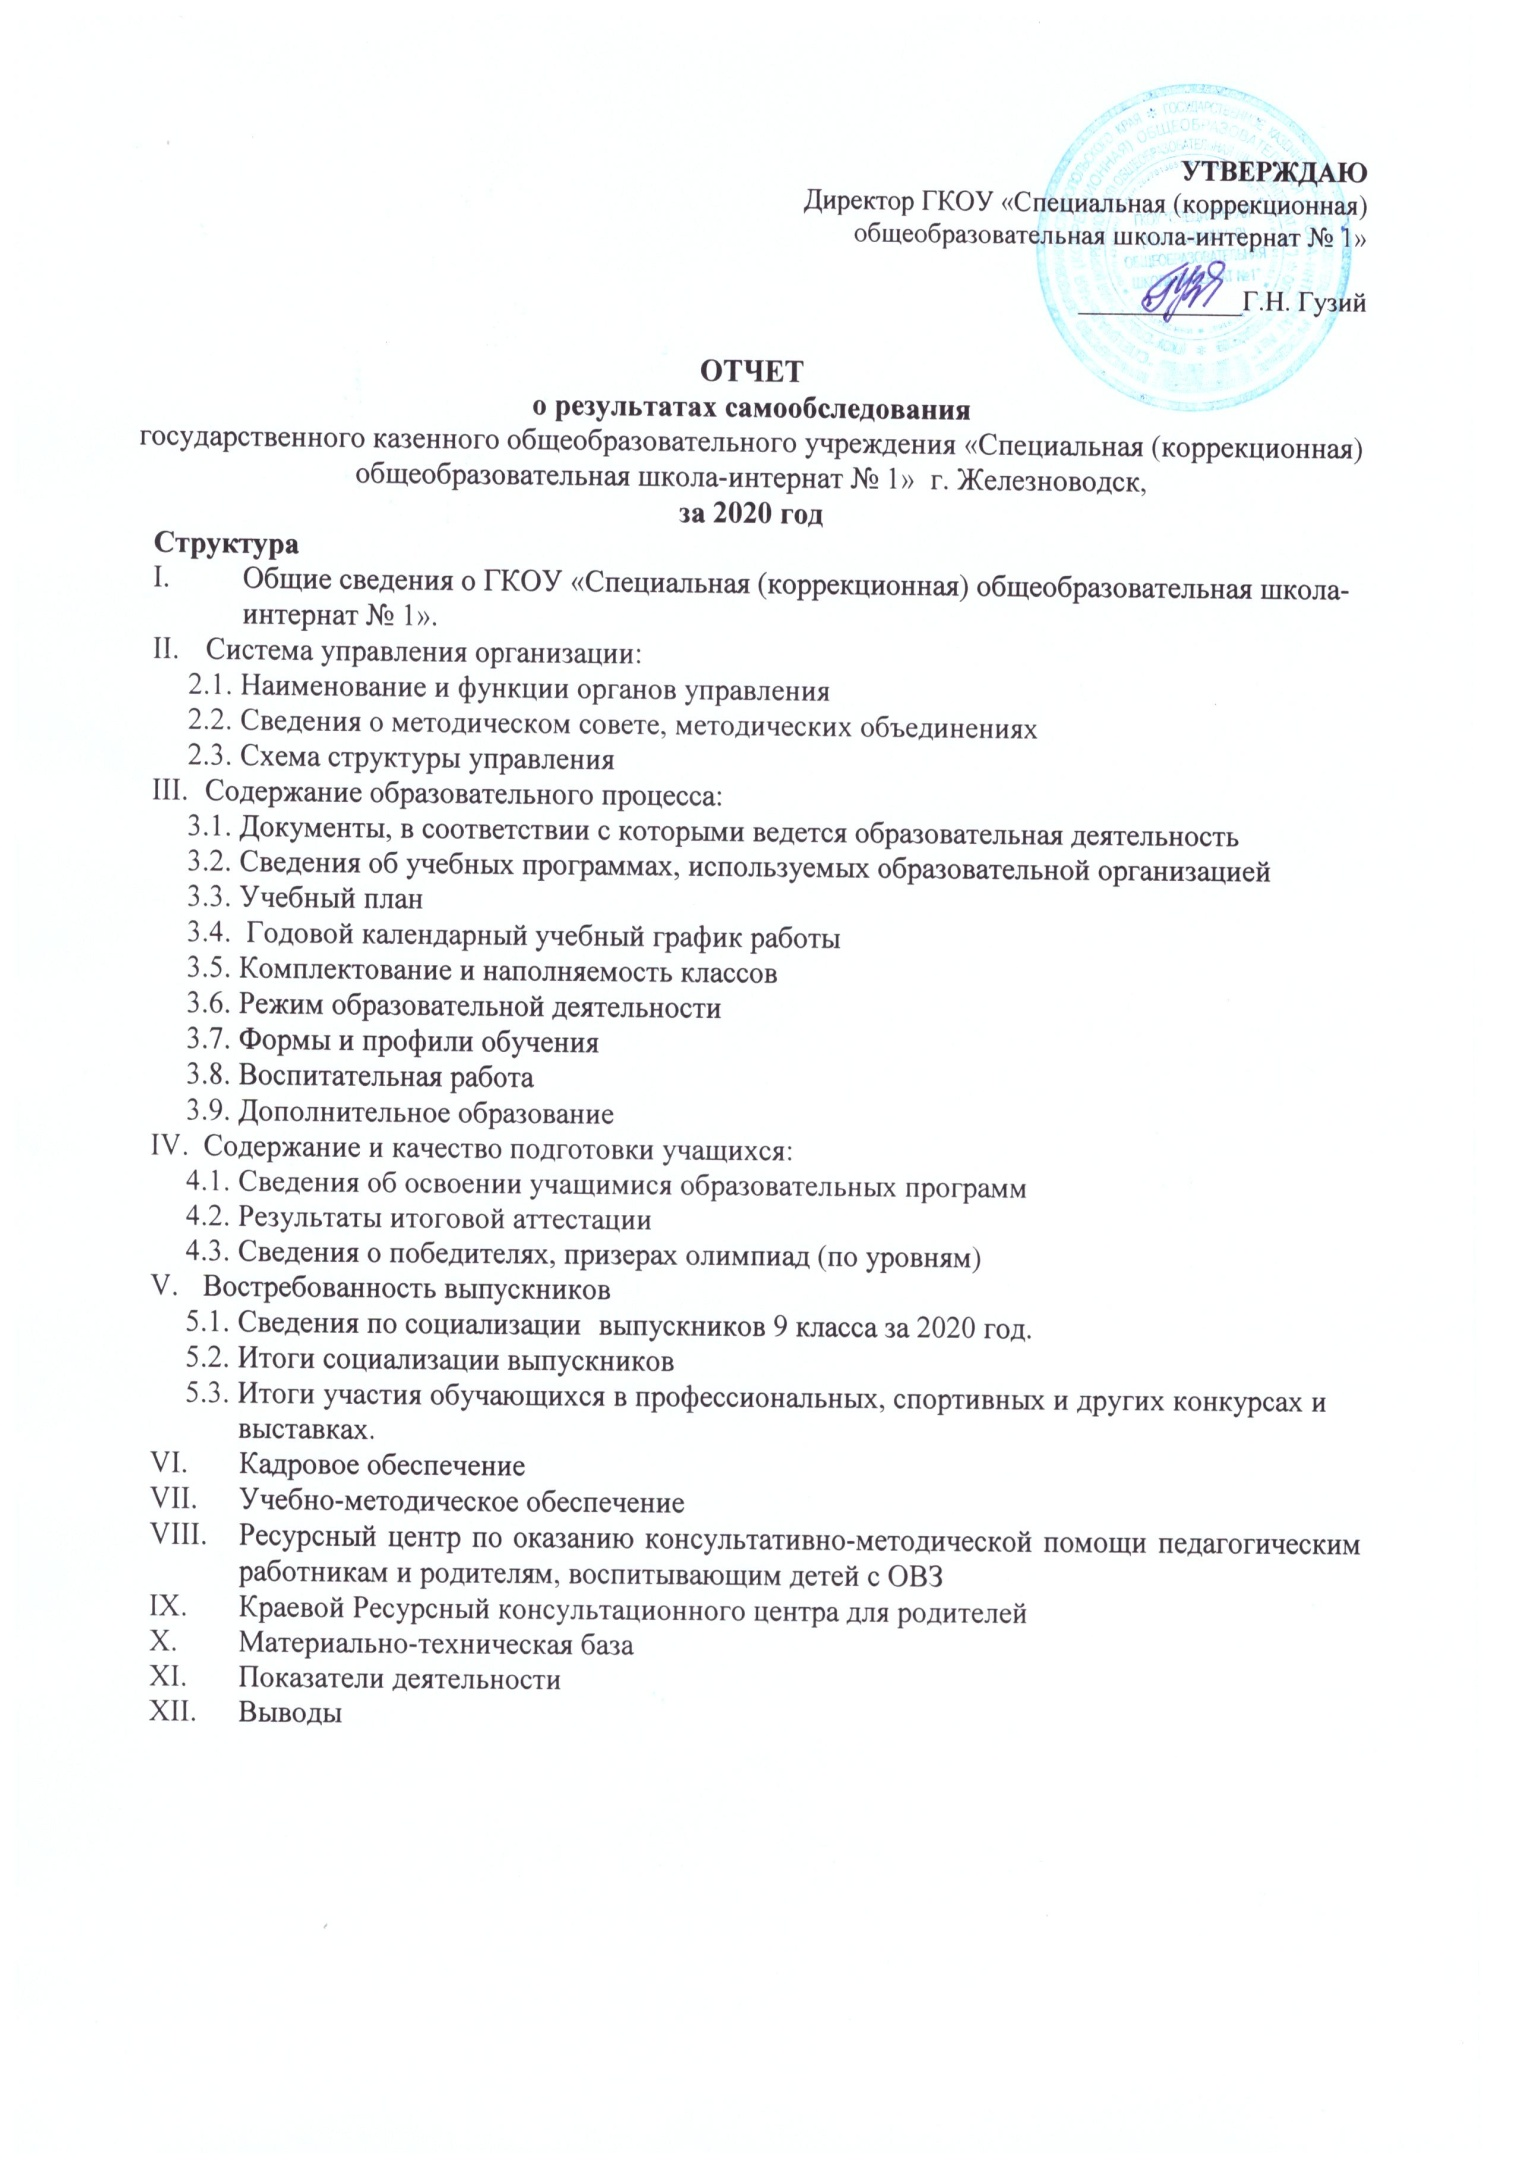 УТВЕРЖДАЮ
Директор ГКОУ «Специальная (коррекционная)
общеобразовательная школа-интернат № 1»
____________Г.Н. Гузий
ОТЧЕТ
о результатах самообследования
государственного казенного общеобразовательного учреждения «Специальная (коррекционная)
общеобразовательная школа-интернат № 1» г. Железноводск,
за 2020 год
Структура
I. Общие сведения о ГКОУ «Специальная (коррекционная) общеобразовательная школа-
интернат № 1».
II. Система управления организации:
2.1. Наименование и функции органов управления
2.2. Сведения о методическом совете, методических объединениях
2.3. Схема структуры управления
III. Содержание образовательного процесса:
3.1. Документы, в соответствии с которыми ведется образовательная деятельность
3.2. Сведения об учебных программах, используемых образовательной организацией
3.3. Учебный план
3.4. Годовой календарный учебный график работы
3.5. Комплектование и наполняемость классов
3.6. Режим образовательной деятельности
3.7. Формы и профили обучения
3.8. Воспитательная работа
3.9. Дополнительное образование
IV. Содержание и качество подготовки учащихся:
4.1. Сведения об освоении учащимися образовательных программ
4.2. Результаты итоговой аттестации
4.3. Сведения о победителях, призерах олимпиад (по уровням)
V. Востребованность выпускников
5.1. Сведения по социализации выпускников 9 класса за 2020 год.
5.2. Итоги социализации выпускников
5.3. Итоги участия обучающихся в профессиональных, спортивных и других конкурсах и
выставках.
VI. Кадровое обеспечение
VII. Учебно-методическое обеспечение
VIII. Ресурсный центр по оказанию консультативно-методической помощи педагогическим
работникам и родителям, воспитывающим детей с ОВЗ
IX. Краевой Ресурсный консультационного центра для родителей
X. Материально-техническая база
XI. Показатели деятельности
XII. Выводы